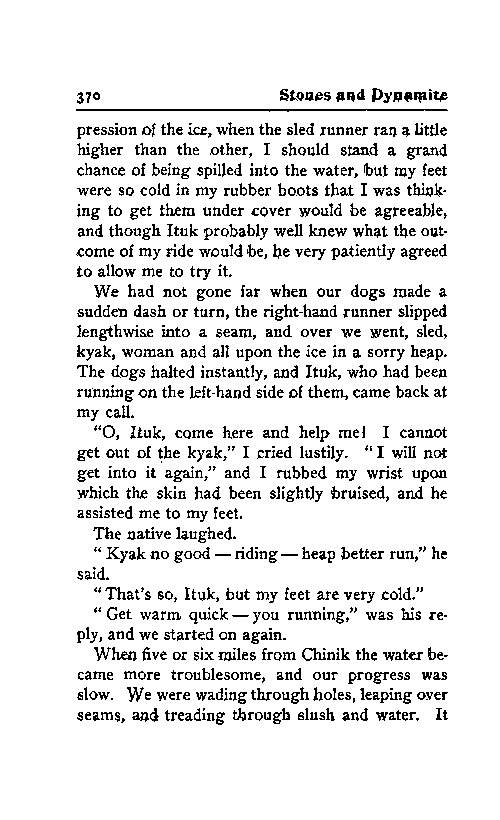 370 Stones and Dynamite
pression of the ice, when the sled runner ran a little
higher than the other, I should stand a grand
chance of being spilled into the water, but my feet
were so cold in my rubber boots that I was think-
ing to get them under cover would be agreeable,
and though Ituk probably well knew what the out-
come of my ride would be, he very patiently agreed
to allow me to try it.
We had not gone far when our dogs made a
sudden dash or turn, the right-hand runner slipped
lengthwise into a seam, and over we went, sled,
kyak, woman and all upon the ice in a sorry heap.
The dogs halted instantly, and Ituk, who had been
running on the left-hand side of them, came back at
my call.
"O, Ituk, come here and help me! I cannot
get out of the kyak," I cried lustily. "I will not
get into it again," and I rubbed my wrist upon
which the skin had been slightly bruised, and he
assisted me to my feet.
The native laughed.
"Kyak no good — riding — heap better run," he
said.
"That's so, Ituk, but my feet are very cold."
"Get warm quick — you running," was his re-
ply, and we started on again.
When five or six miles from Chinik the water be-
came more troublesome, and our progress was
slow. We were wading through holes, leaping over
seams, and treading through slush and water. It